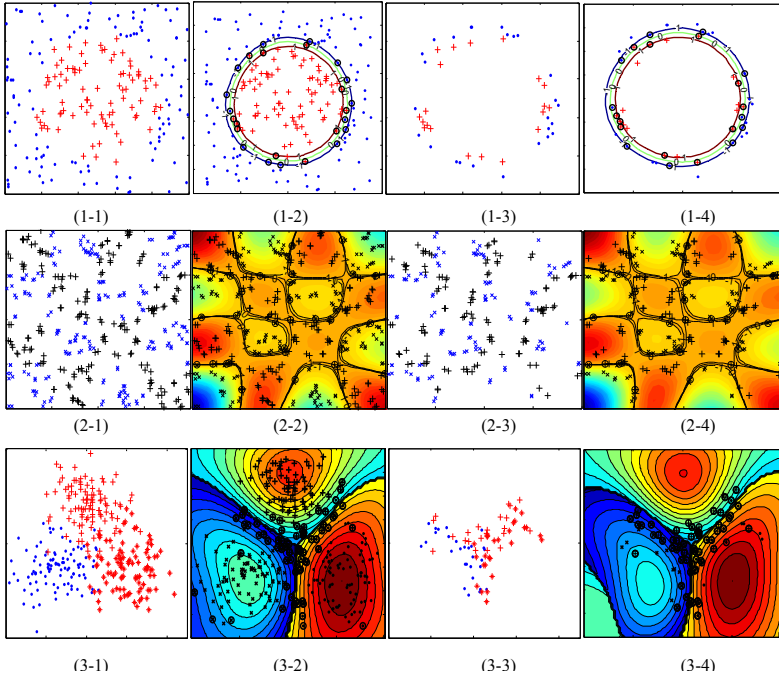 (1-1) (1-2) (1-3) (1-4)
(2-1) (2-2) (2-3) (2-4)
(3-1) (3-2) (3-3) (3-4)